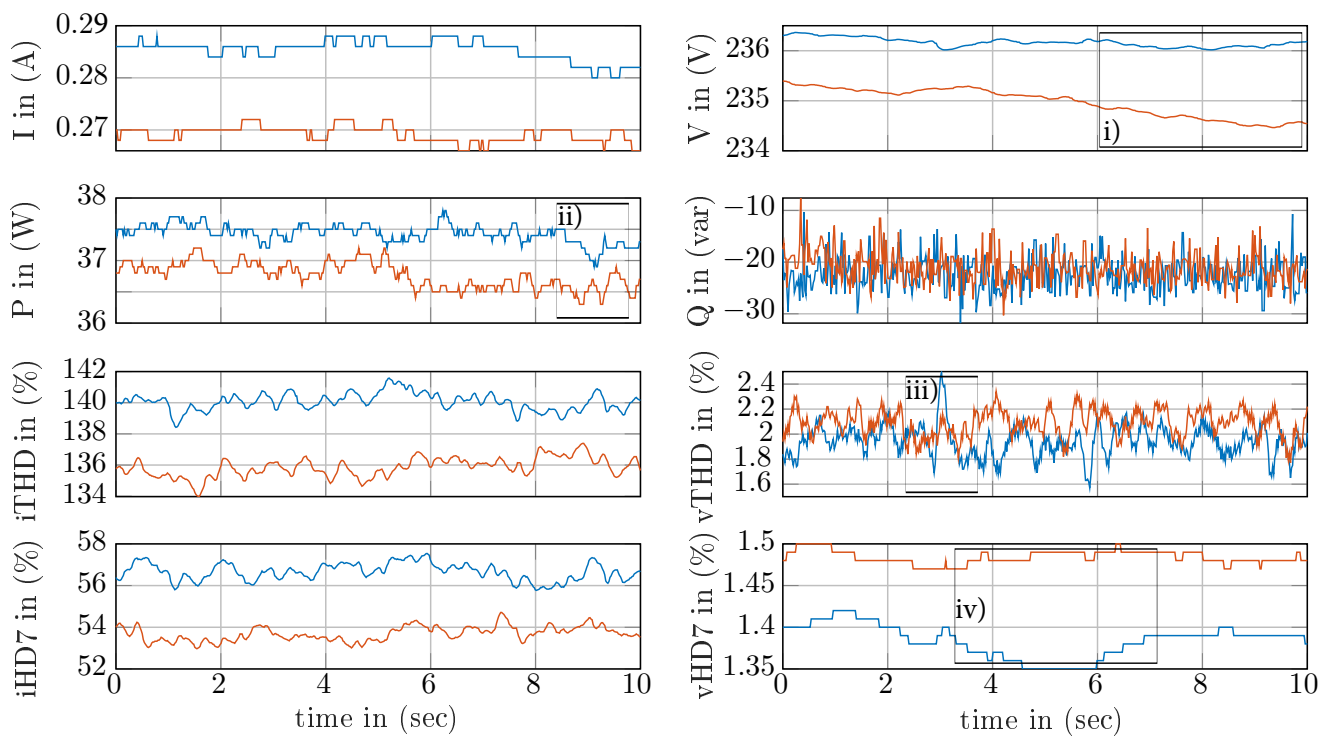 I in (A)
0.29
0.28
0.27
V in (V)
236
235
234
i)
P in (W)
38
37
36
ii)
Q in (var)
−10
−20
−30
iTHD in (%)
142
140
138
136
134
vTHD in (%)
2.4
2.2
2
1.8
1.6
iii)
iHD7 in (%)
58
56
54
52
0 2 4 6 8 10
time in (sec)
vHD7 in (%)
1.5
1.45
1.4
1.35
iv)
0 2 4 6 8 10
time in (sec)